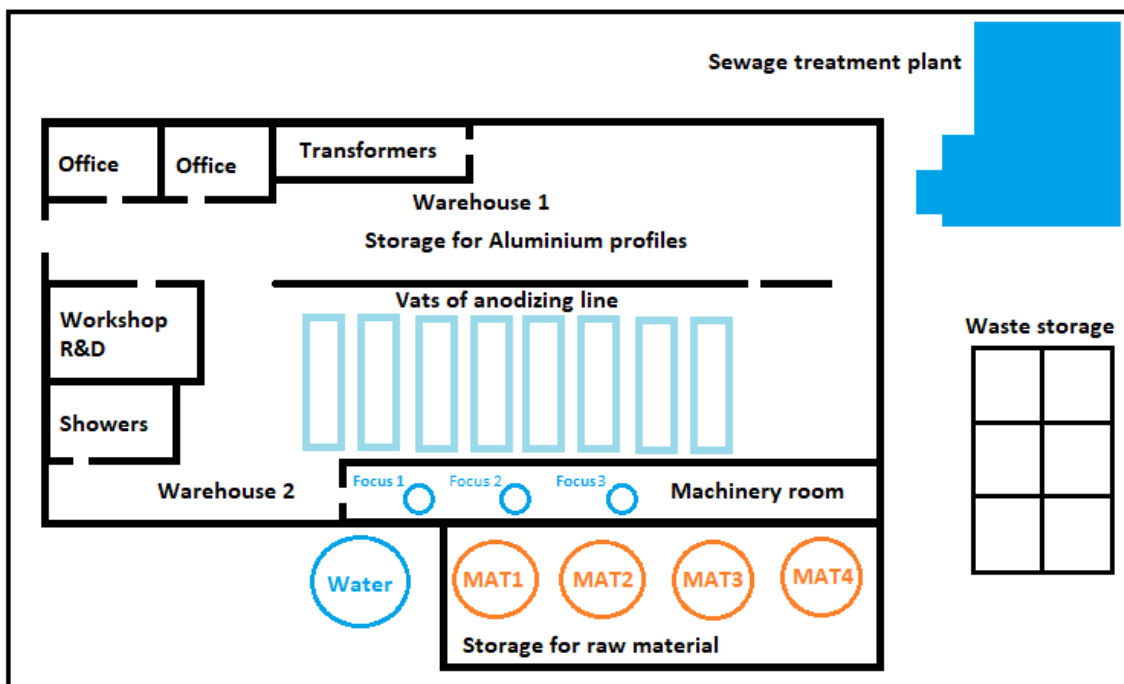 Sewage treatment plant
Office
Office
Transformers
Warehouse 1
Storage for Aluminium profiles
Vats of anodizing line
Workshop
R&D
Waste storage
Showers
Warehouse 2
Focus 1
Focus 2
Focus 3
Machinery room
Water
MAT1
MAT2
MAT3
MAT4
Storage for raw material